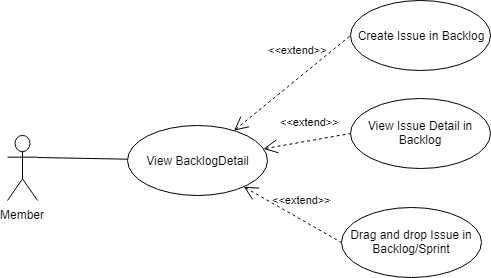 Create Issue in Backlog
<<extend>>
<<extend>>
View Issue Detail in
Backlog
View BacklogDetail
<<extend>>
Member
Drag and drop Issue in
Backlog/Sprint